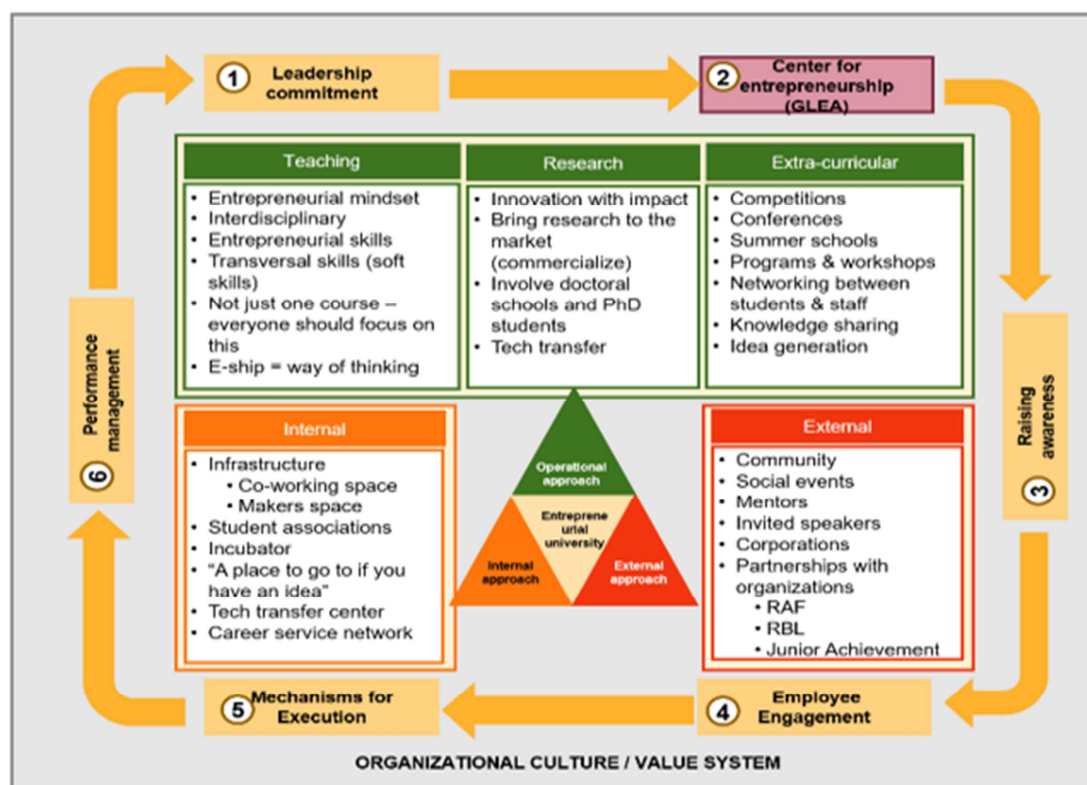 1
Leadership
commitment
2
Center for
entrepreneurship
(GLEA)
Teaching
• Entrepreneurial mindset
• Interdisciplinary
• Entrepreneurial skills
• Transversal skills (soft
skills)
• Not just one course –
everyone should focus on
this
• E-ship = way of thinking
Research
• Innovation with impact
• Bring research to the
market
(commercialize)
• Involve doctoral
schools and PhD
students
• Tech transfer
Extra-curricular
• Competitions
• Conferences
• Summer schools
• Programs & workshops
• Networking between
students & staff
• Knowledge sharing
• Idea generation
6
Performance
management
Raising
awareness
3
Internal
• Infrastructure
• Co-working space
• Makers space
• Student associations
• Incubator
• "A place to go to if you
have an idea"
• Tech transfer center
• Career service network
Operational
approach
Entreprene
urial
university
Internal
approach
External approach
External
• Community
• Social events
• Mentors
• Invited speakers
• Corporations
• Partnerships with
organizations
• RAF
• RBL
• Junior Achievement
5
Mechanisms for
Execution
4
Employee
Engagement
ORGANIZATIONAL CULTURE / VALUE SYSTEM